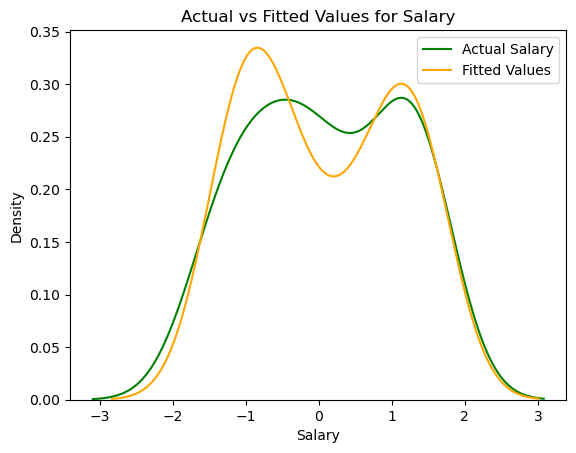 Actual vs Fitted Values for Salary
Actual Salary
Fitted Values
Density
0.35
0.30
0.25
0.20
0.15
0.10
0.05
0.00
−3 −2 −1 0 1 2 3
Salary